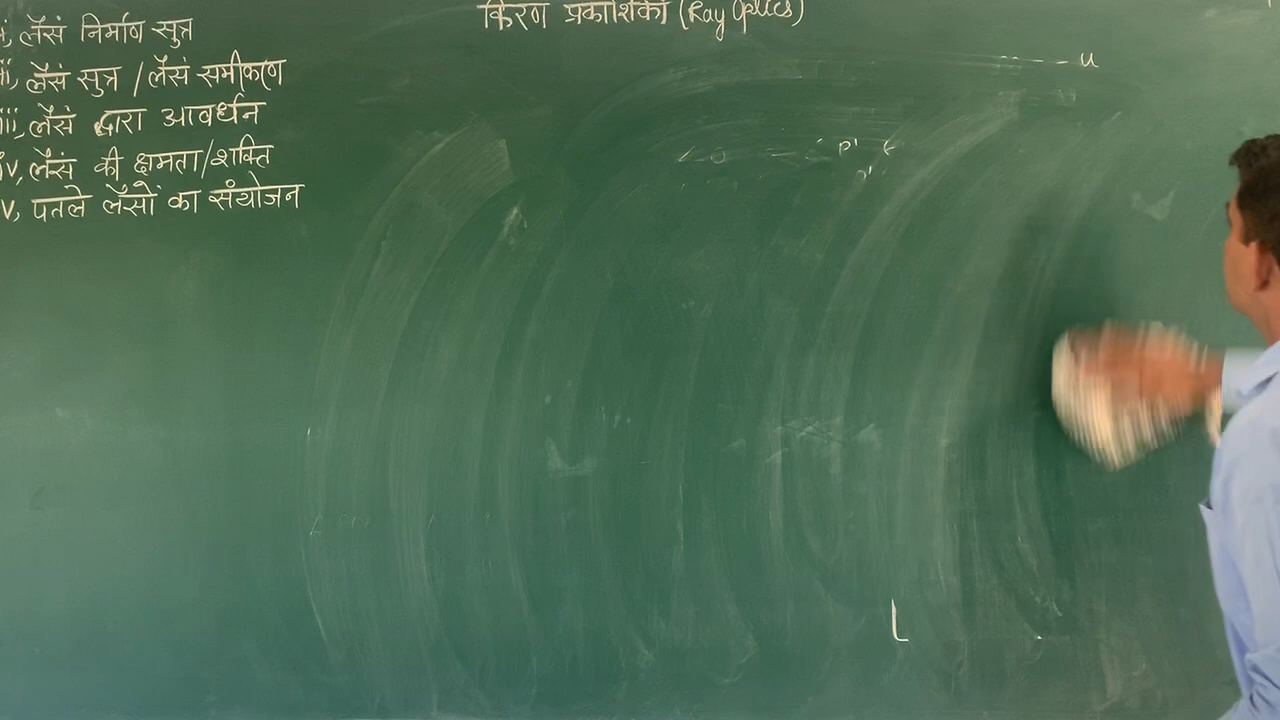 किरण प्रकाशिकी (Ray Optics)
i, लेंस निर्माण सुत्र
ii, लेंस सुत्र / लेंस समीकरण
iii, लेंस द्वारा आवर्धन
iv, लेंस की क्षमता/शक्ति
v, पतले लेंसों का संयोजन
u
P'
L